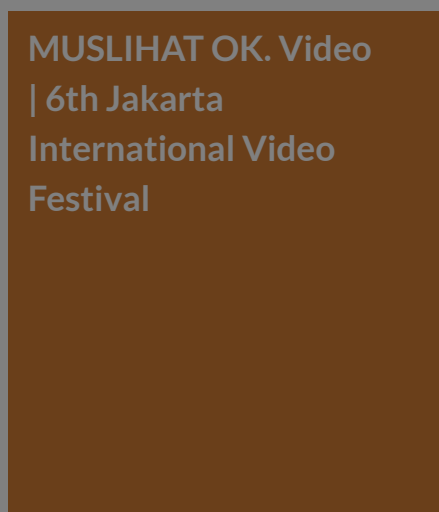 MUSLIHAT OK. Video
| 6th Jakarta
International Video
Festival